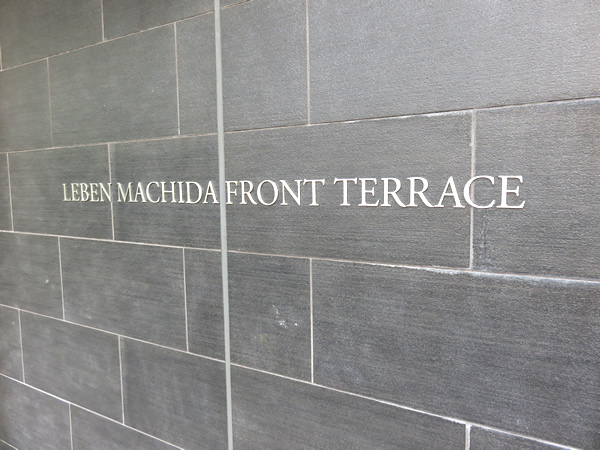 LEBEN MACHIDA FRONT TERRACE